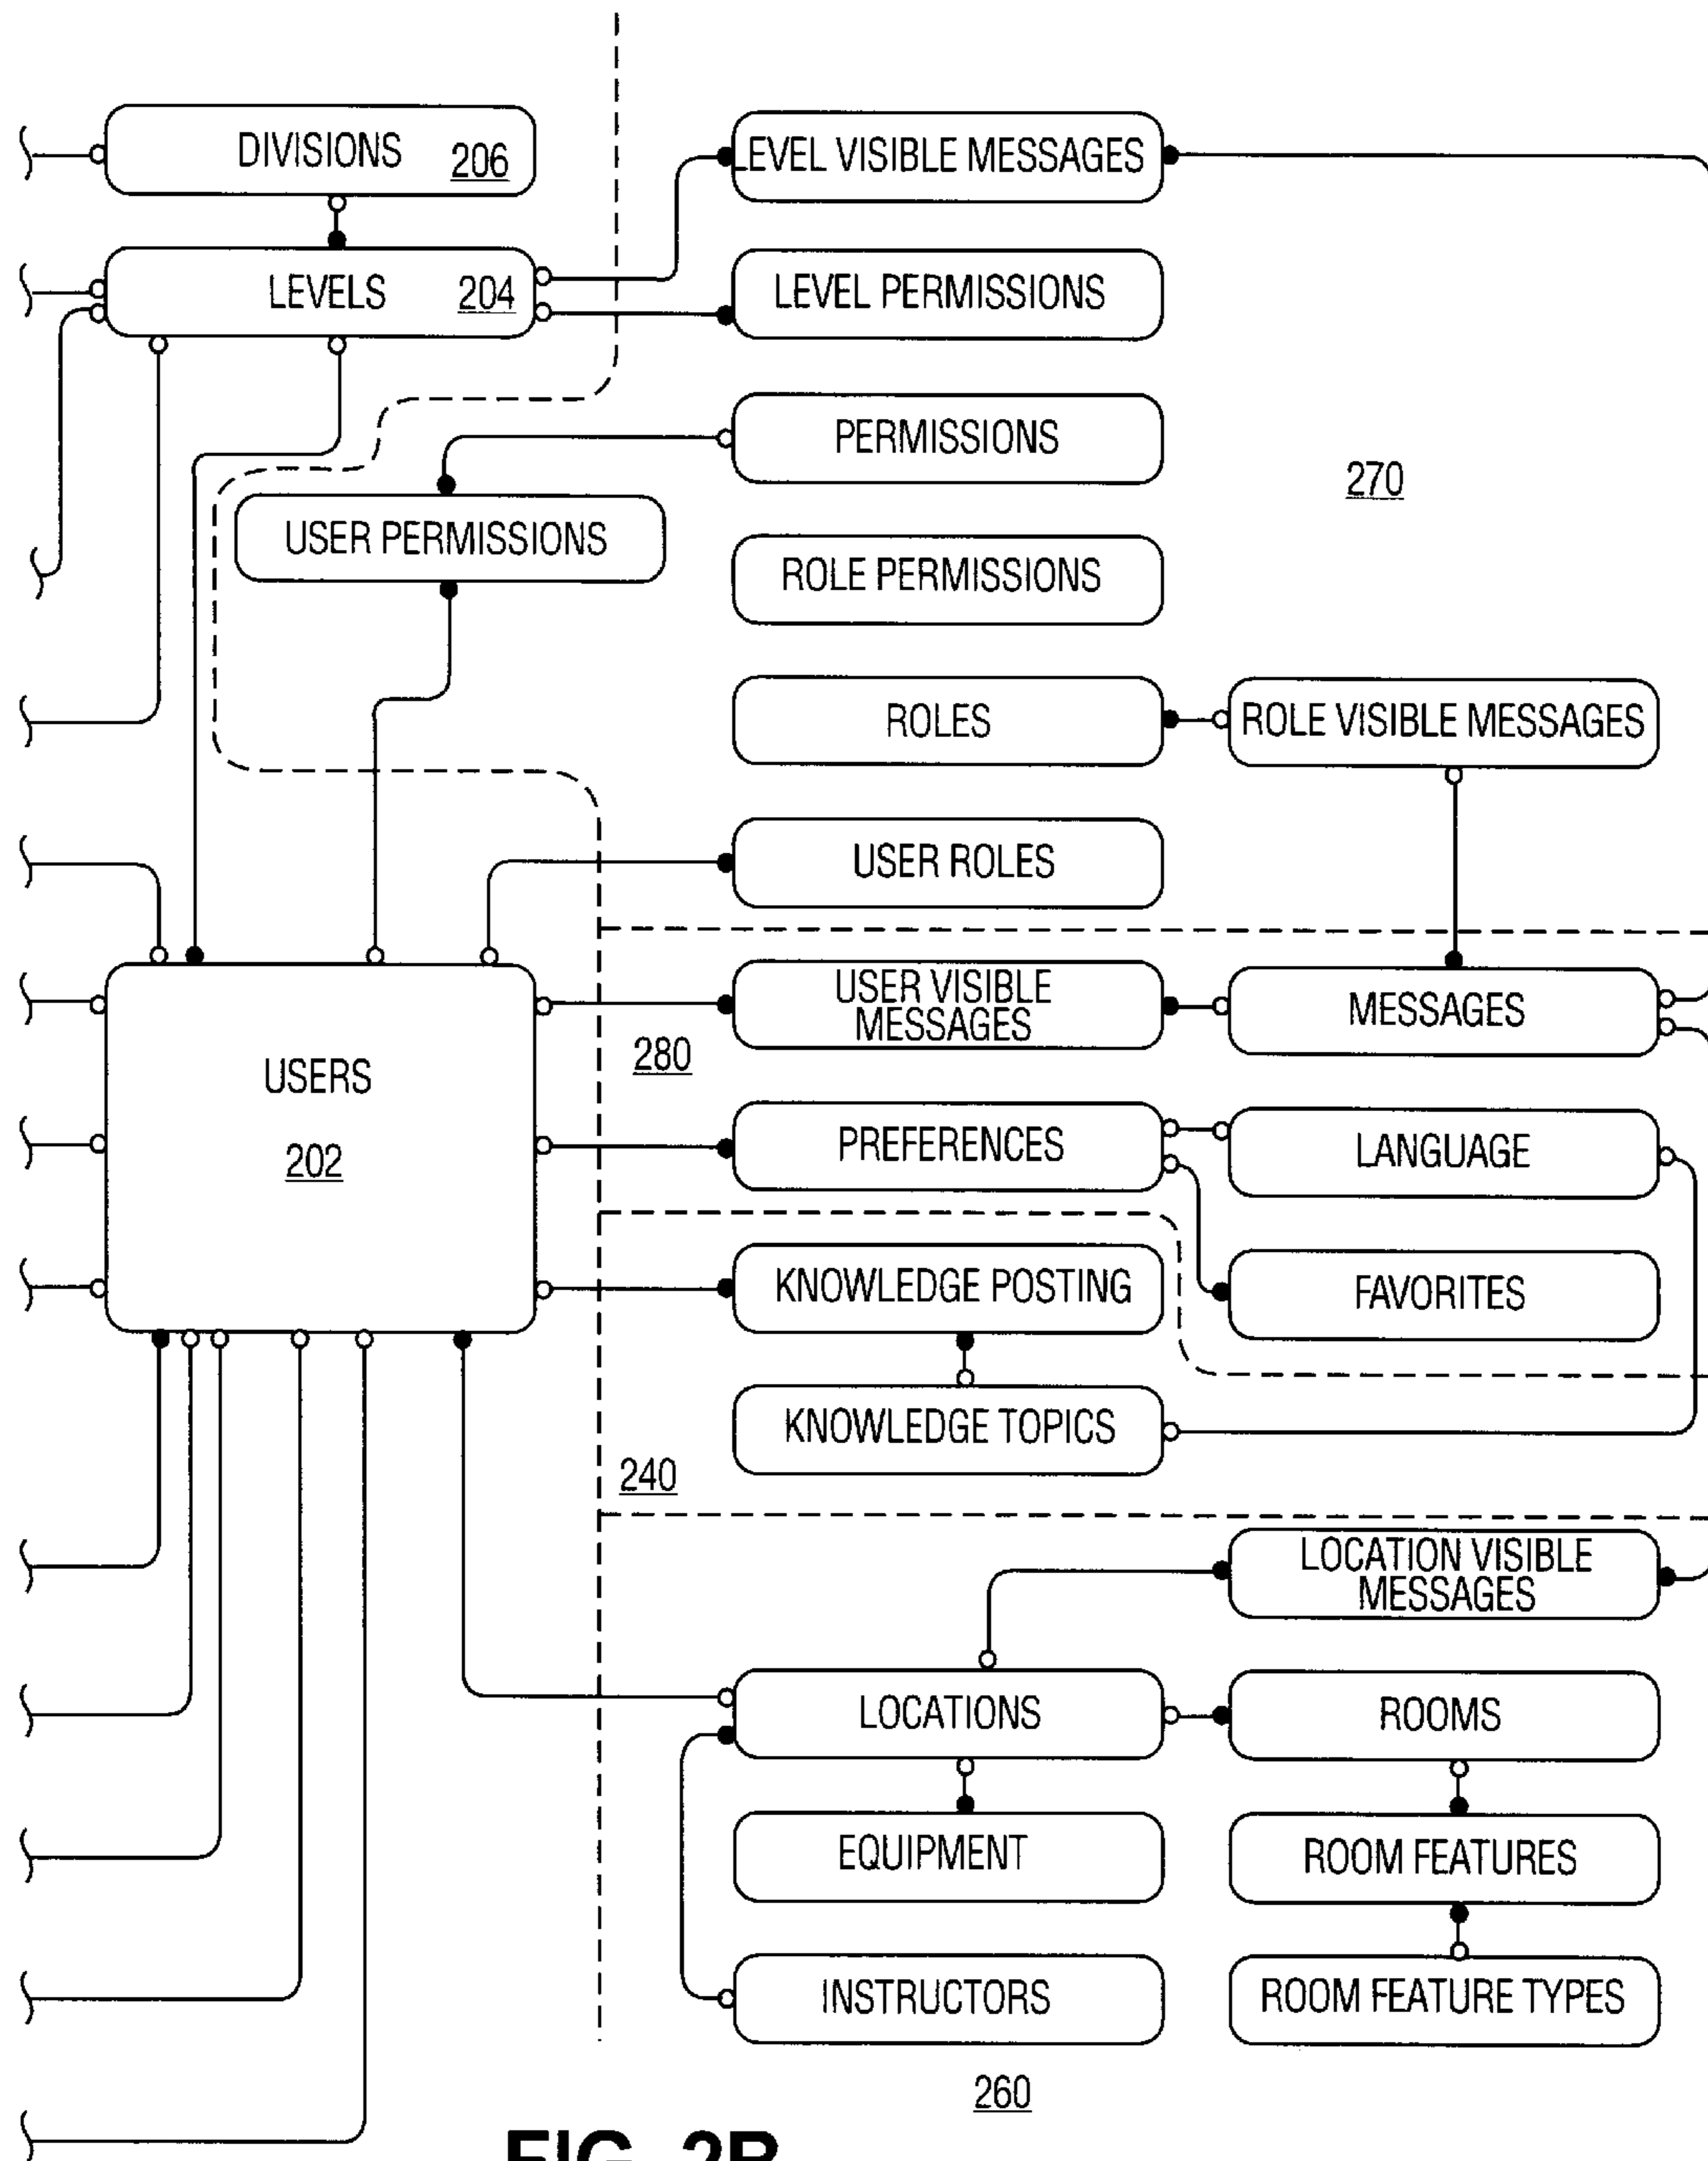 DIVISIONS 206
LEVEL VISIBLE MESSAGES
LEVELS 204
LEVEL PERMISSIONS
PERMISSIONS
270
USER PERMISSIONS
ROLE PERMISSIONS
ROLES
ROLE VISIBLE MESSAGES
USER ROLES
USER VISIBLE
MESSAGES
MESSAGES
280
USERS
202
PREFERENCES
LANGUAGE
KNOWLEDGE POSTING
FAVORITES
KNOWLEDGE TOPICS
240
LOCATION VISIBLE
MESSAGES
LOCATIONS
ROOMS
EQUIPMENT
ROOM FEATURES
INSTRUCTORS
ROOM FEATURE TYPES
260
FIG. 2B